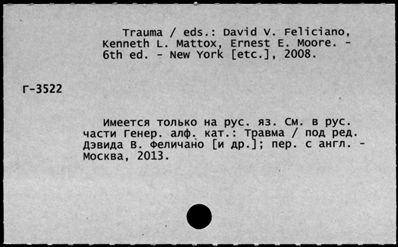 Trauma / eds.: David V. Feliciano,
Kenneth L. Mattox, Ernest E. Moore. -
6th ed. - New York [etc.], 2008.
Г-3522
Имеется только на рус. яз. См. в рус.
части Генер. алф. кат.: Травма / под ред.
Дэвида В. Феличано [и др.]; пер. с англ. -
Москва, 2013.